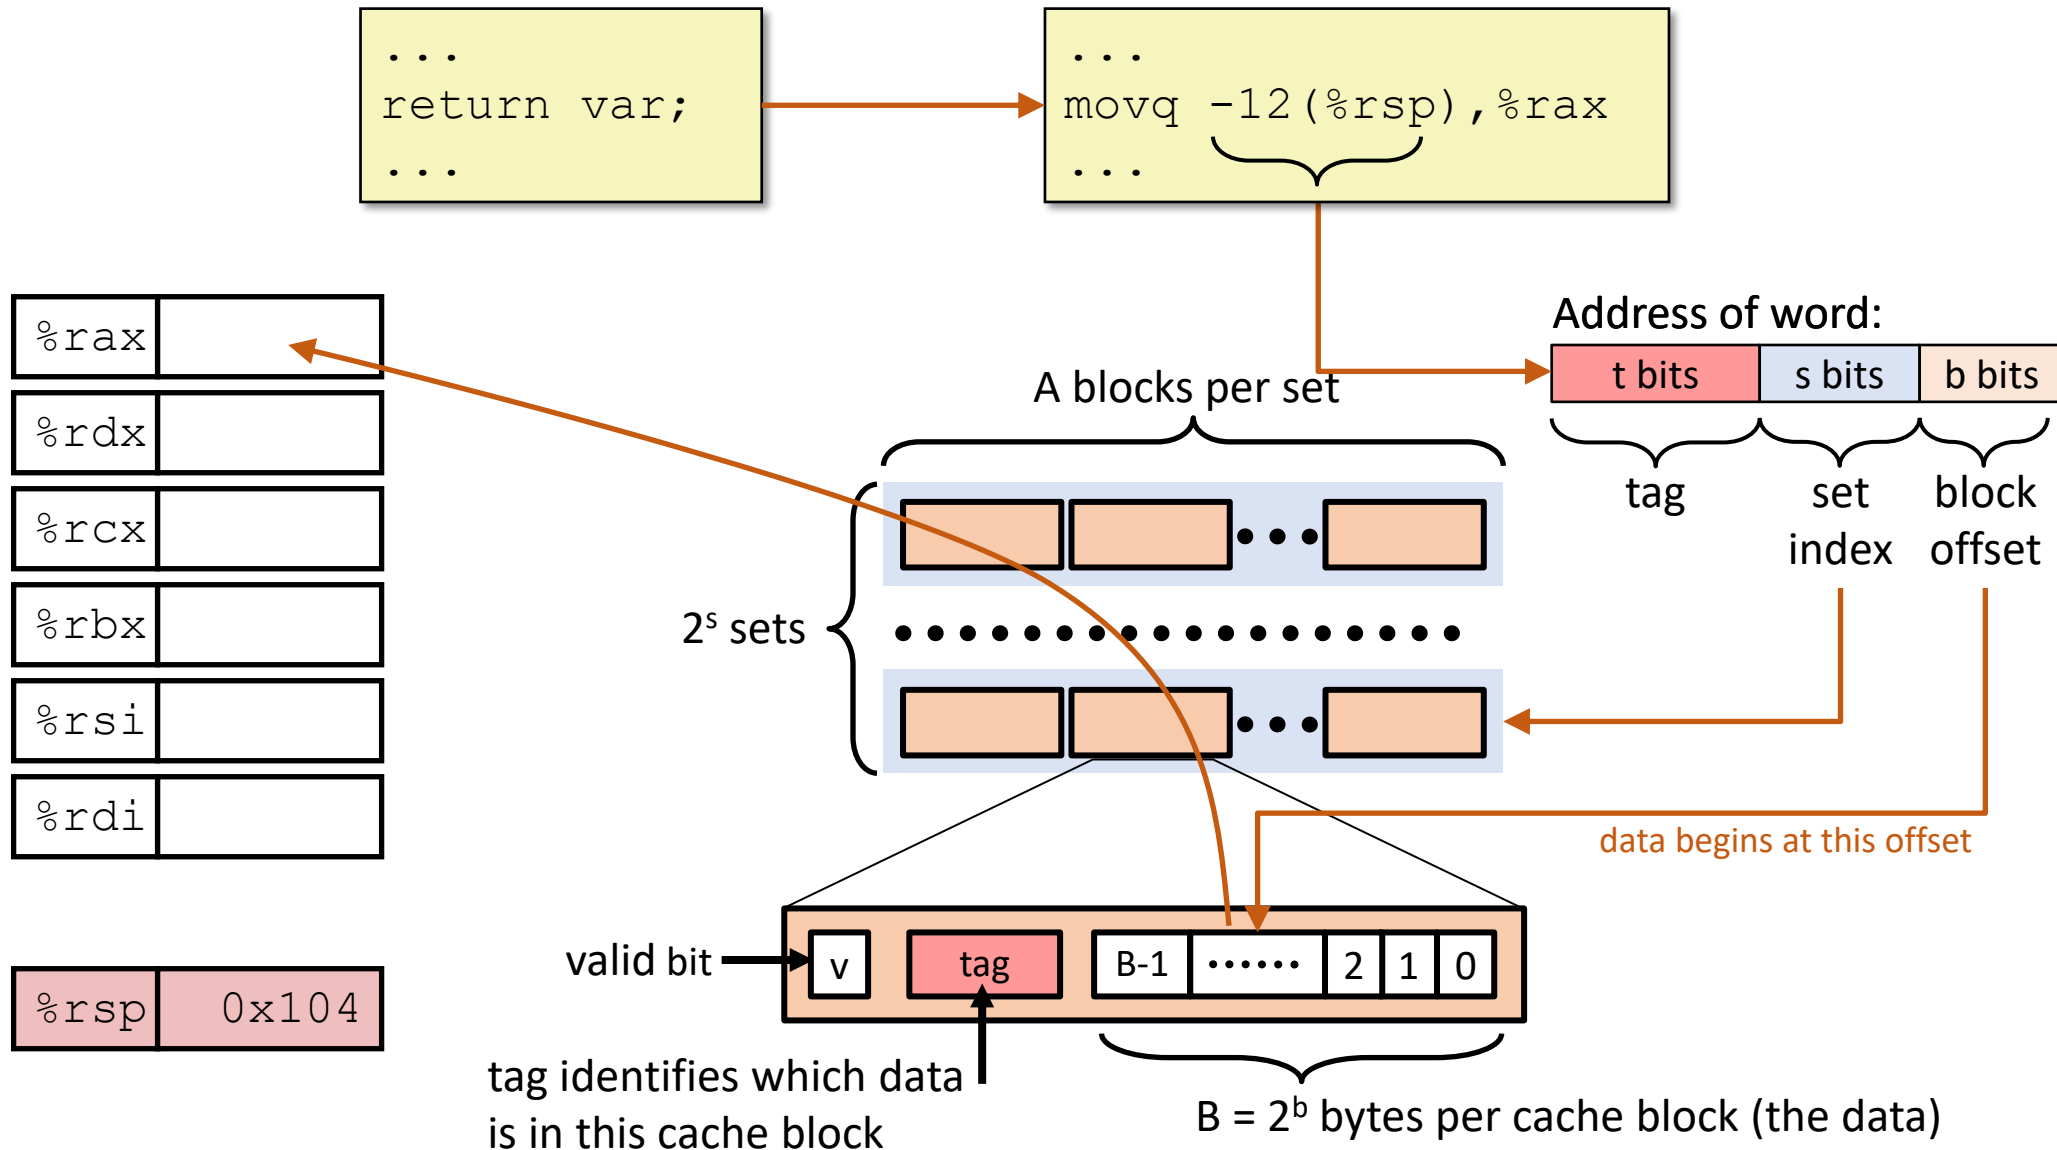 ...
return var;
...
...
movq -12(%rsp),%rax
...
Address of word:
t bits s bits b bits
tag
set
index
block
offset
%rax
%rdx
%rcx
%rbx
%rsi
%rdi
%rsp 0x104
A blocks per set
2ˢ sets
data begins at this offset
valid bit
v tag B-1 ...... 2 1 0
tag identifies which data
is in this cache block
B = 2ᵇ bytes per cache block (the data)